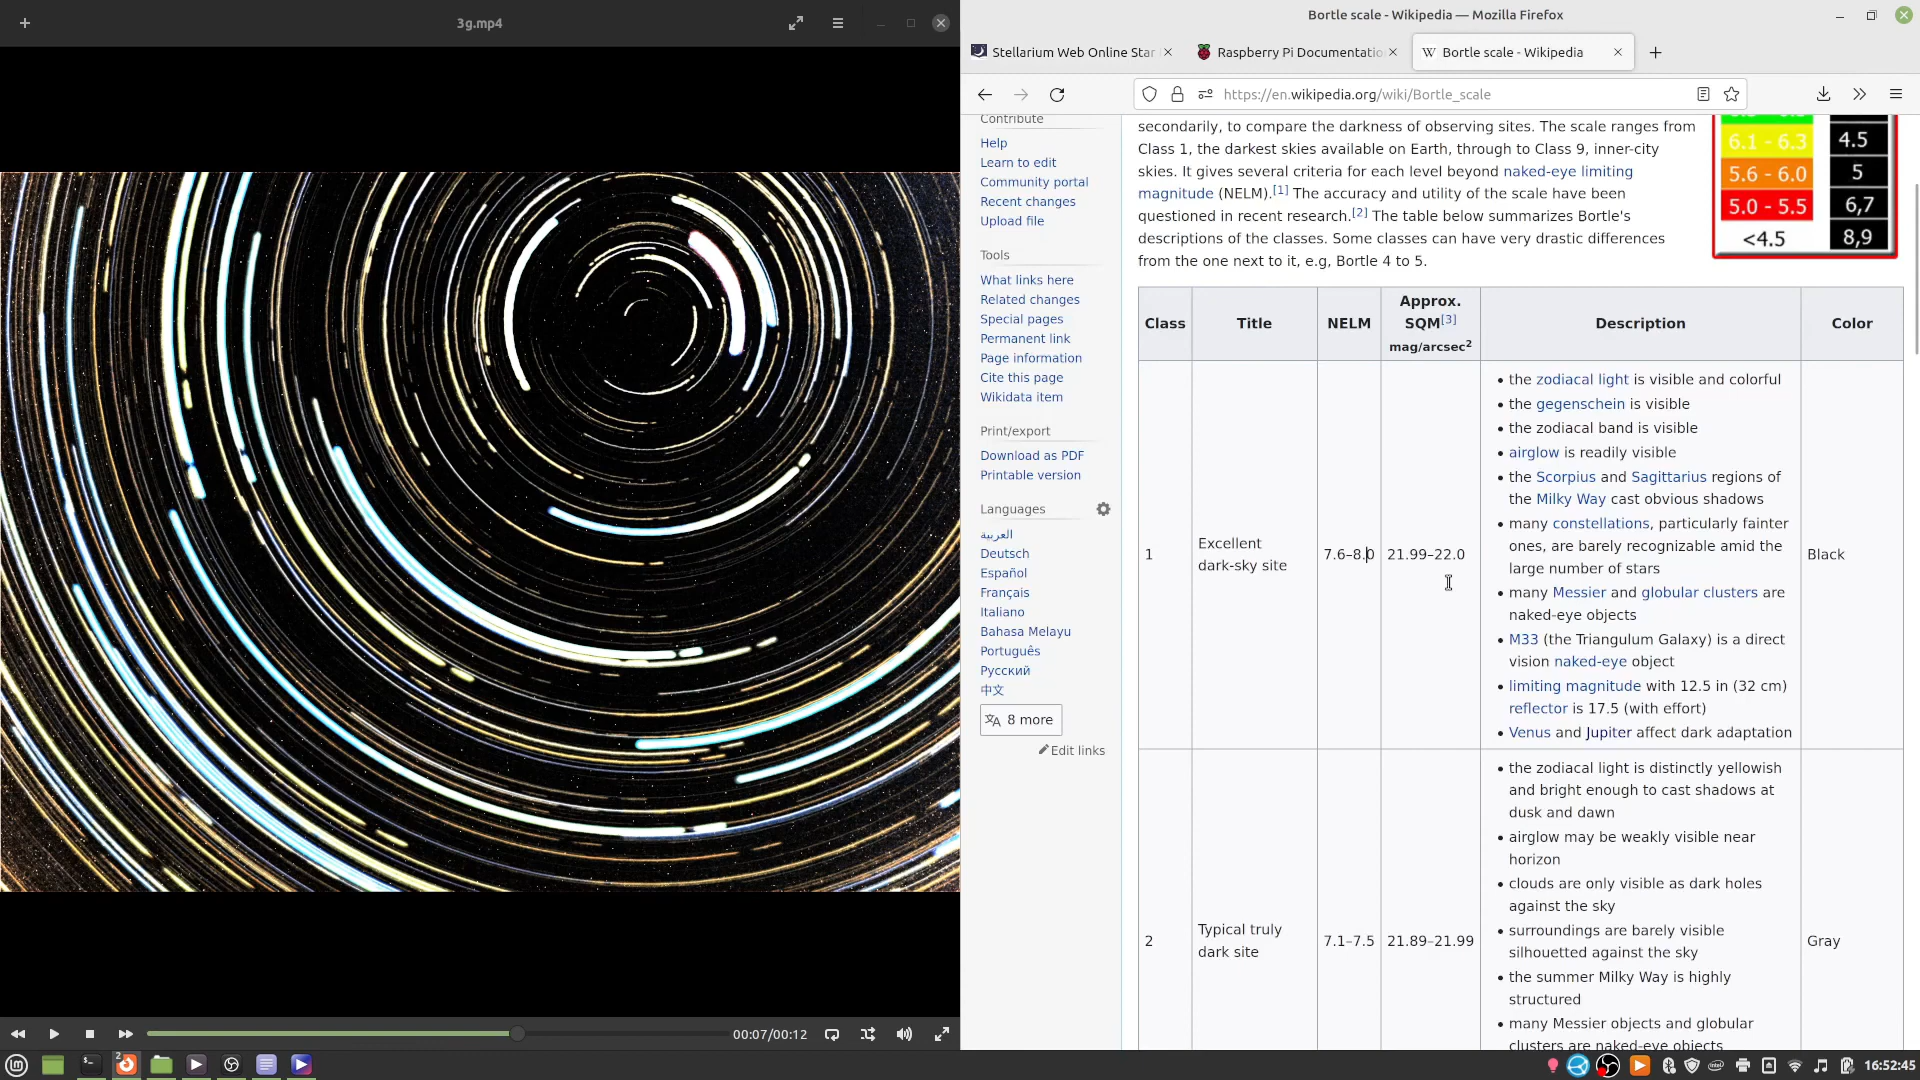 3g.mp4
00:07/00:12
Bortle scale - Wikipedia — Mozilla Firefox
Stellarium Web Online Star
Raspberry Pi Documentatio
Bortle scale - Wikipedia
https://en.wikipedia.org/wiki/Bortle_scale
Contribute
Help
Learn to edit
Community portal
Recent changes
Upload file
Tools
What links here
Related changes
Special pages
Permanent link
Page information
Cite this page
Wikidata item
Print/export
Download as PDF
Printable version
Languages
العربية
Deutsch
Español
Français
Italiano
Bahasa Melayu
Português
Русский
中文
8 more
Edit links
secondarily, to compare the darkness of observing sites. The scale ranges from
Class 1, the darkest skies available on Earth, through to Class 9, inner-city
skies. It gives several criteria for each level beyond naked-eye limiting
magnitude (NELM).[1] The accuracy and utility of the scale have been
questioned in recent research.[2] The table below summarizes Bortle's
descriptions of the classes. Some classes can have very drastic differences
from the one next to it, e.g, Bortle 4 to 5.
6.1 - 6.3 4.5
5.6 - 6.0 5
5.0 - 5.5 6,7
<4.5 8,9
Class
Title
NELM
Approx.
SQM[3]
mag/arcsec2
Description
Color
1
Excellent
dark-sky site
7.6–8.0
21.99–22.0
the zodiacal light is visible and colorful
the gegenschein is visible
the zodiacal band is visible
airglow is readily visible
the Scorpius and Sagittarius regions of
the Milky Way cast obvious shadows
many constellations, particularly fainter
ones, are barely recognizable amid the
large number of stars
many Messier and globular clusters are
naked-eye objects
M33 (the Triangulum Galaxy) is a direct
vision naked-eye object
limiting magnitude with 12.5 in (32 cm)
reflector is 17.5 (with effort)
Venus and Jupiter affect dark adaptation
Black
2
Typical truly
dark site
7.1–7.5
21.89–21.99
the zodiacal light is distinctly yellowish
and bright enough to cast shadows at
dusk and dawn
airglow may be weakly visible near
horizon
clouds are only visible as dark holes
against the sky
surroundings are barely visible
silhouetted against the sky
the summer Milky Way is highly
structured
many Messier objects and globular
clusters are naked-eye objects
Gray
2
16:52:45